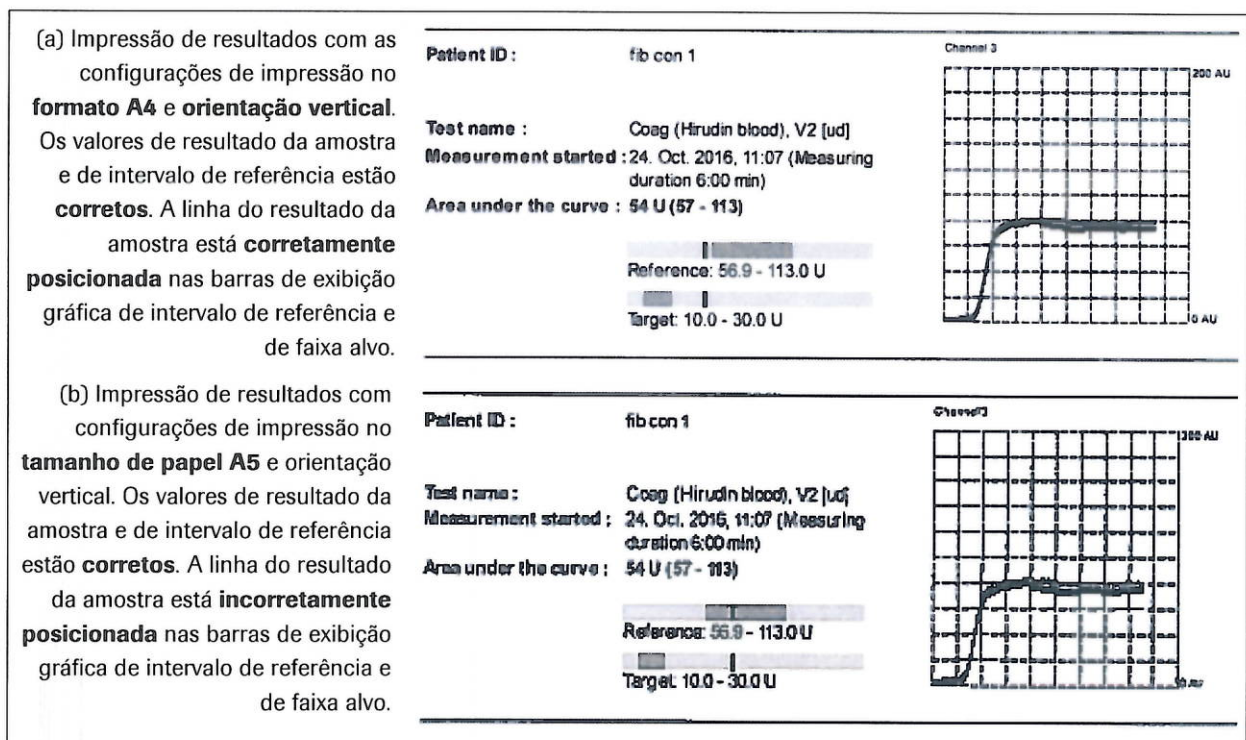 (a) Impressão de resultados com as
configurações de impressão no
formato A4 e orientação vertical.
Os valores de resultado da amostra
e de intervalo de referência estão
corretos. A linha do resultado da
amostra está corretamente
posicionada nas barras de exibição
gráfica de intervalo de referência e
de faixa alvo.
Patient ID : fib con 1
Test name : Coag (Hirudin blood), V2 [ud]
Measurement started : 24. Oct. 2016, 11:07 (Measuring
duration 6:00 min)
Area under the curve : 54 U (57 - 113)
Reference: 56.9 - 113.0 U
Target: 10.0 - 30.0 U
Channel 3
200 AU
0 AU
(b) Impressão de resultados com
configurações de impressão no
tamanho de papel A5 e orientação
vertical. Os valores de resultado da
amostra e de intervalo de referência
estão corretos. A linha do resultado
da amostra está incorretamente
posicionada nas barras de exibição
gráfica de intervalo de referência e
de faixa alvo.
Patient ID : fib con 1
Test name : Coag (Hirudin blood), V2 [ud]
Measurement started : 24. Oct. 2016, 11:07 (Measuring
duration 6:00 min)
Area under the curve : 54 U (57 - 113)
Reference: 56.9 - 113.0 U
Target: 10.0 - 30.0 U
Channel 3
AU